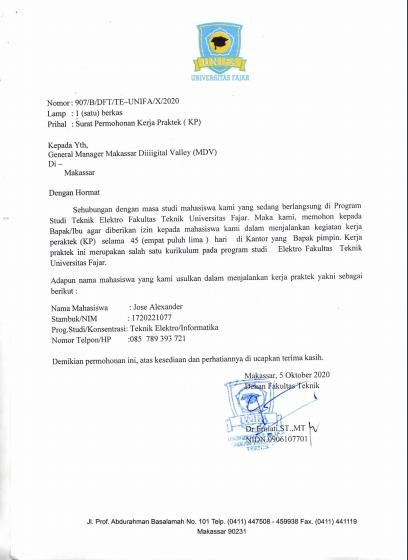 UNIFA
UNIVERSITAS FAJAR
Nomor : 907/B/DFT/TE–UNIFA/X/2020
Lamp : 1 (satu) berkas
Prihal : Surat Permohonan Kerja Praktek ( KP)
Kepada Yth,
General Manager Makassar Diiiigital Valley (MDV)
Di –
Makassar
Dengan Hormat
Sehubungan dengan masa studi mahasiswa kami yang sedang berlangsung di Program
Studi Teknik Elektro Fakultas Teknik Universitas Fajar. Maka kami, memohon kepada
Bapak/Ibu agar diberikan izin kepada mahasiswa kami dalam menjalankan kegiatan kerja
peraktek (KP) selama 45 (empat puluh lima ) hari di Kantor yang Bapak pimpin. Kerja
praktek ini merupakan salah satu kurikulum pada program studi Elektro Fakultas Teknik
Universitas Fajar.
Adapun nama mahasiswa yang kami usulkan dalam menjalankan kerja praktek yakni sebagai
berikut :
Nama Mahasiswa : Jose Alexander
Stambuk/NIM : 1720221077
Prog.Studi/Konsentrasi: Teknik Elektro/Informatika
Nomor Telpon/HP :085 789 393 721
Demikian permohonan ini, atas kesediaan dan perhatiannya di ucapkan terima kasih.
Makassar, 5 Oktober 2020
Dekan Fakultas Teknik
Dr.Erniati,ST.,MT
NIDN.0906107701
Jl. Prof. Abdurahman Basalamah No. 101 Telp. (0411) 447508 - 459938 Fax. (0411) 441119
Makassar 90231